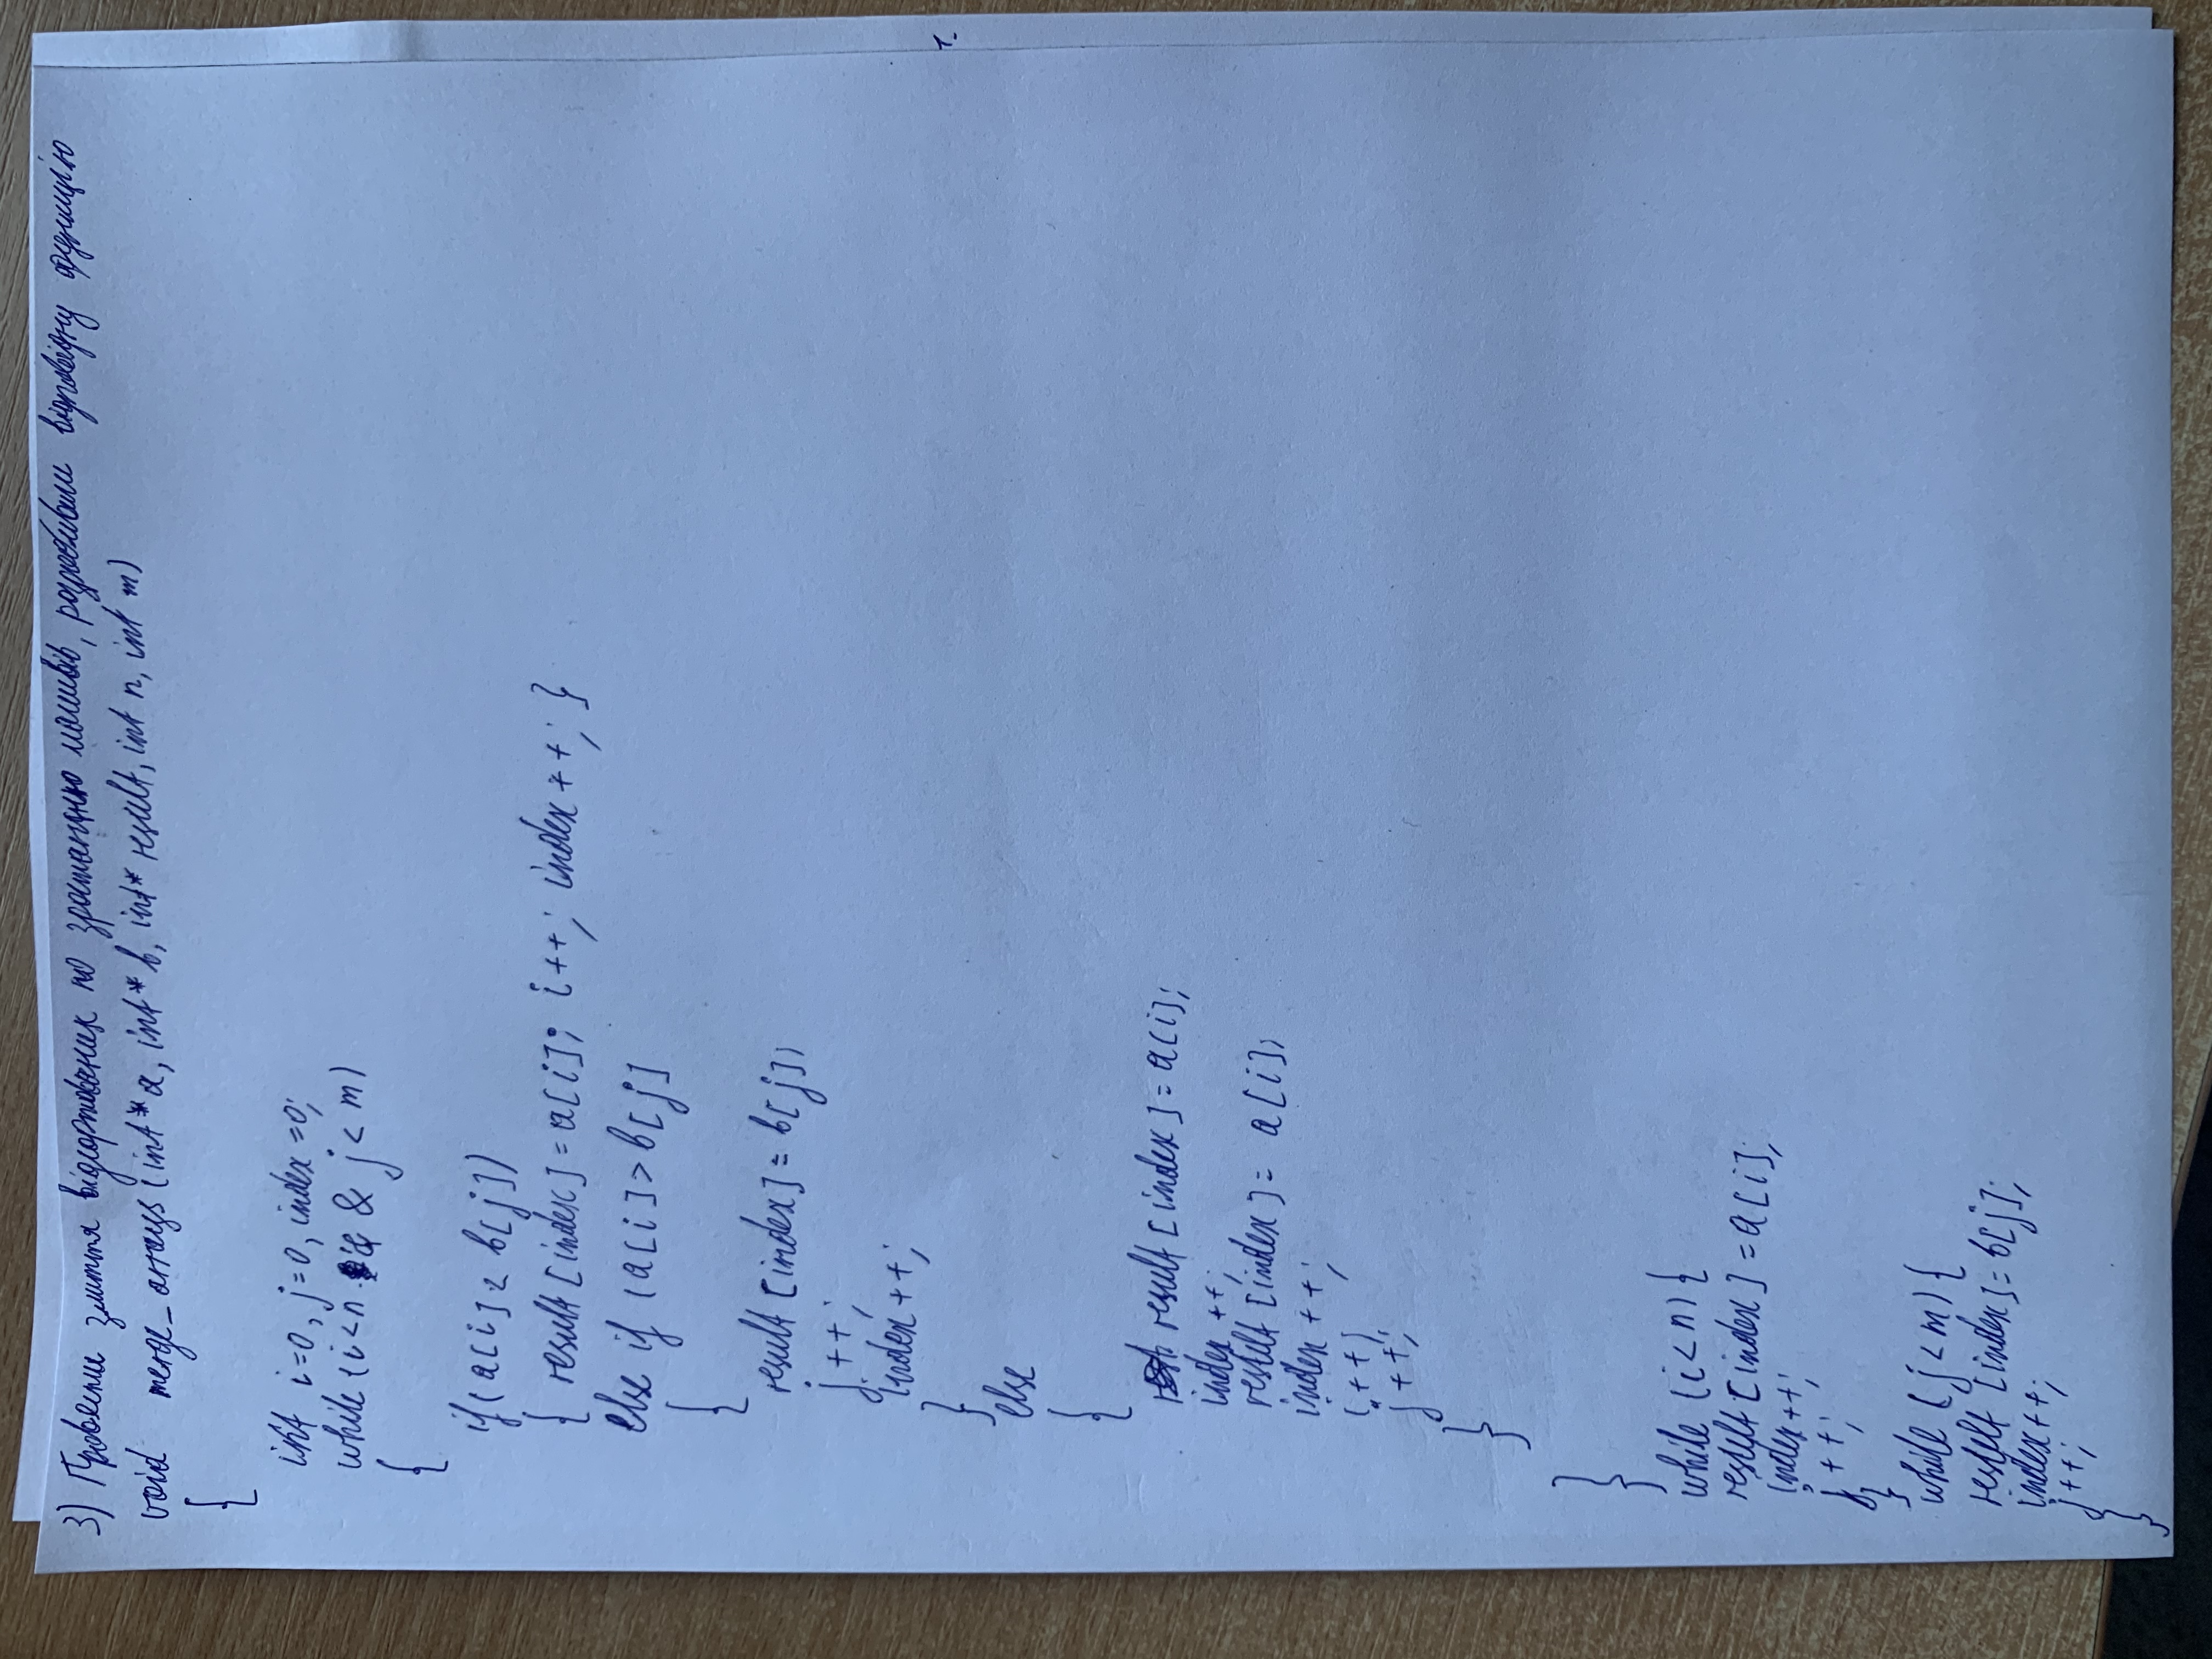 3) Провести злиття відсортованих по зростанню масивів, розробивши відповідну функцію
void merge_arrays (int* a, int* b, int* result, int n, int m)
{
int i=0, j=0, index=0;
while (i<n && j<m)
{
if(a[i]<b[j])
{ result[index]=a[i]; i++; index++; }
else if (a[i]>b[j]
{
result[index]=b[j];
j++;
index++;
}
else
{
result[index]=a[i];
index++;
result[index]= a[i];
index++;
i++;
j++;
}
}
while (i<n){
result[index]=a[i];
index++;
j++;
}
while (j<m){
result[index]=b[j];
index++;
j++;
}
1.